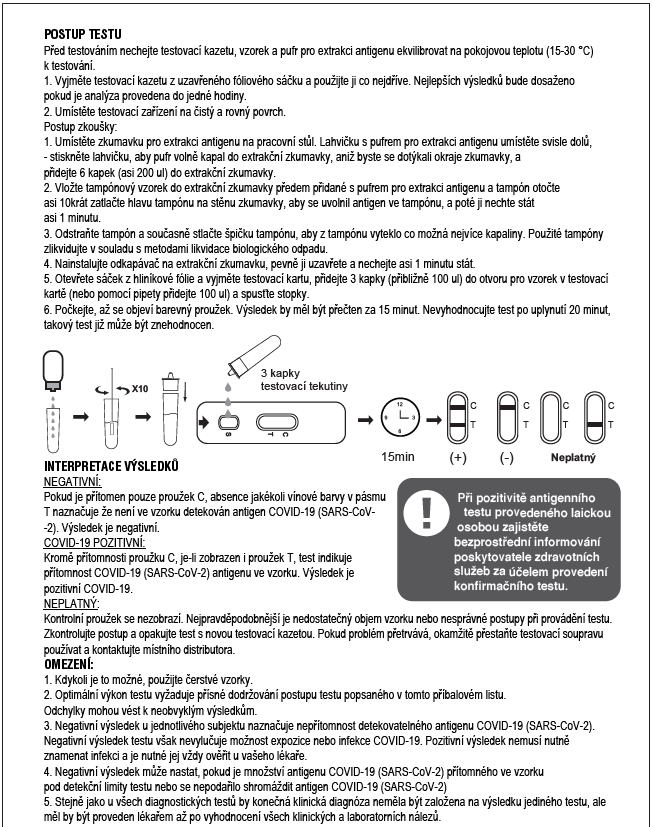 POSTUP TESTU
Před testováním nechejte testovací kazetu, vzorek a pufr pro extrakci antigenu ekvilibrovat na pokojovou teplotu (15-30 °C)
k testování.
1. Vyjměte testovací kazetu z uzavřeného fóliového sáčku a použijte ji co nejdříve. Nejlepších výsledků bude dosaženo
pokud je analýza provedena do jedné hodiny.
2. Umístěte testovací zařízení na čistý a rovný povrch.
Postup zkoušky:
1. Umístěte zkumavku pro extrakci antigenu na pracovní stůl. Lahvičku s pufrem pro extrakci antigenu umístěte svisle dolů,
- stiskněte lahvičku, aby pufr volně kapal do extrakční zkumavky, aniž byste se dotýkali okraje zkumavky, a
přidejte 6 kapek (asi 200 ul) do extrakční zkumavky.
2. Vložte tampónový vzorek do extrakční zkumavky předem přidané s pufrem pro extrakci antigenu a tampón otočte
asi 10krát zatlačte hlavu tampónu na stěnu zkumavky, aby se uvolnil antigen ve tampónu, a poté ji nechte stát
asi 1 minutu.
3. Odstraňte tampón a současně stlačte špičku tampónu, aby z tampónu vyteklo co možná nejvíce kapaliny. Použité tampóny
zlikvidujte v souladu s metodami likvidace biologického odpadu.
4. Nainstalujte odkapávač na extrakční zkumavku, pevně ji uzavřete a nechejte asi 1 minutu stát.
5. Otevřete sáček z hliníkové fólie a vyjměte testovací kartu, přidejte 3 kapky (přibližně 100 ul) do otvoru pro vzorek v testovací
kartě (nebo pomocí pipety přidejte 100 ul) a spusťte stopky.
6. Počkejte, až se objeví barevný proužek. Výsledek by měl být přečten za 15 minut. Nevyhodnocujte test po uplynutí 20 minut,
takový test již může být znehodnocen.
X10
3 kapky
testovací tekutiny
S
T
C
12
3
6
9
15min
C
T
(+)
C
T
(-)
C
T
C
T
Neplatný
INTERPRETACE VÝSLEDKŮ
NEGATIVNÍ:
Pokud je přítomen pouze proužek C, absence jakékoli vínové barvy v pásmu
T naznačuje že není ve vzorku detekován antigen COVID-19 (SARS-CoV-
-2). Výsledek je negativní.
COVID-19 POZITIVNÍ:
Kromě přítomnosti proužku C, je-li zobrazen i proužek T, test indikuje
přítomnost COVID-19 (SARS-CoV-2) antigenu ve vzorku. Výsledek je
pozitivní COVID-19.
!
Při pozitivitě antigenního
testu provedeného laickou
osobou zajistěte
bezprostřední informování
poskytovatele zdravotních
služeb za účelem provedení
konfirmačního testu.
NEPLATNÝ:
Kontrolní proužek se nezobrazí. Nejpravděpodobnější je nedostatečný objem vzorku nebo nesprávné postupy při provádění testu.
Zkontrolujte postup a opakujte test s novou testovací kazetou. Pokud problém přetrvává, okamžitě přestaňte testovací soupravu
používat a kontaktujte místního distributora.
OMEZENÍ:
1. Kdykoli je to možné, použijte čerstvé vzorky.
2. Optimální výkon testu vyžaduje přísné dodržování postupu testu popsaného v tomto příbalovém listu.
Odchylky mohou vést k neobvyklým výsledkům.
3. Negativní výsledek u jednotlivého subjektu naznačuje nepřítomnost detekovatelného antigenu COVID-19 (SARS-CoV-2).
Negativní výsledek testu však nevylučuje možnost expozice nebo infekce COVID-19. Pozitivní výsledek nemusí nutně
znamenat infekci a je nutné jej vždy ověřit u vašeho lékaře.
4. Negativní výsledek může nastat, pokud je množství antigenu COVID-19 (SARS-CoV-2) přítomného ve vzorku
pod detekční limity testu nebo se nepodařilo shromáždit antigen COVID-19 (SARS-CoV-2)
5. Stejně jako u všech diagnostických testů by konečná klinická diagnóza neměla být založena na výsledku jediného testu, ale
měl by být proveden lékařem až po vyhodnocení všech klinických a laboratorních nálezů.